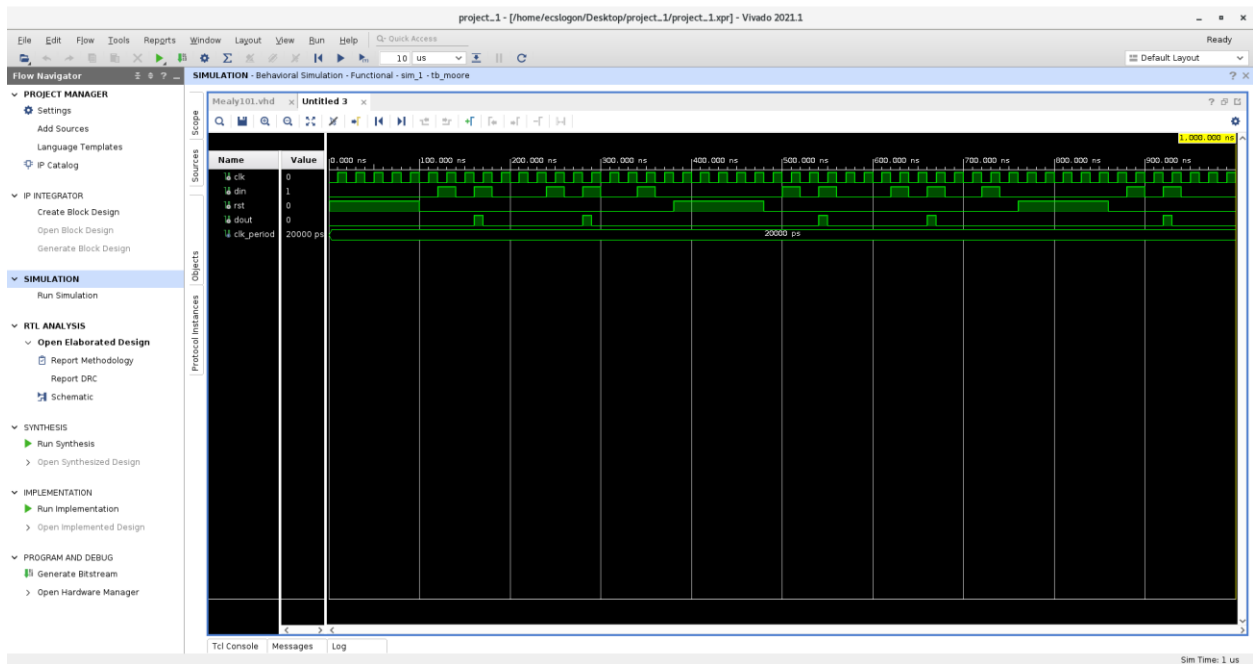 project_1 - [/home/ecslogon/Desktop/project_1/project_1.xpr] - Vivado 2021.1
File Edit Flow Tools Reports Window Layout View Run Help Q- Quick Access Ready
10 us Default Layout
Flow Navigator SIMULATION - Behavioral Simulation - Functional - sim_1 - tb_moore
PROJECT MANAGER
Settings
Add Sources
Language Templates
IP Catalog
IP INTEGRATOR
Create Block Design
Open Block Design
Generate Block Design
SIMULATION
Run Simulation
RTL ANALYSIS
Open Elaborated Design
Report Methodology
Report DRC
Schematic
SYNTHESIS
Run Synthesis
Open Synthesized Design
IMPLEMENTATION
Run Implementation
Open Implemented Design
PROGRAM AND DEBUG
Generate Bitstream
Open Hardware Manager
Scope
Sources
Objects
Protocol Instances
Mealy101.vhd Untitled 3
1,000.000 ns
Name Value 0.000 ns 100.000 ns 200.000 ns 300.000 ns 400.000 ns 500.000 ns 600.000 ns 700.000 ns 800.000 ns 900.000 ns
clk 0
din 1
rst 0
dout 0
clk_period 20000 ps 20000 ps
Tcl Console Messages Log
Sim Time: 1 us